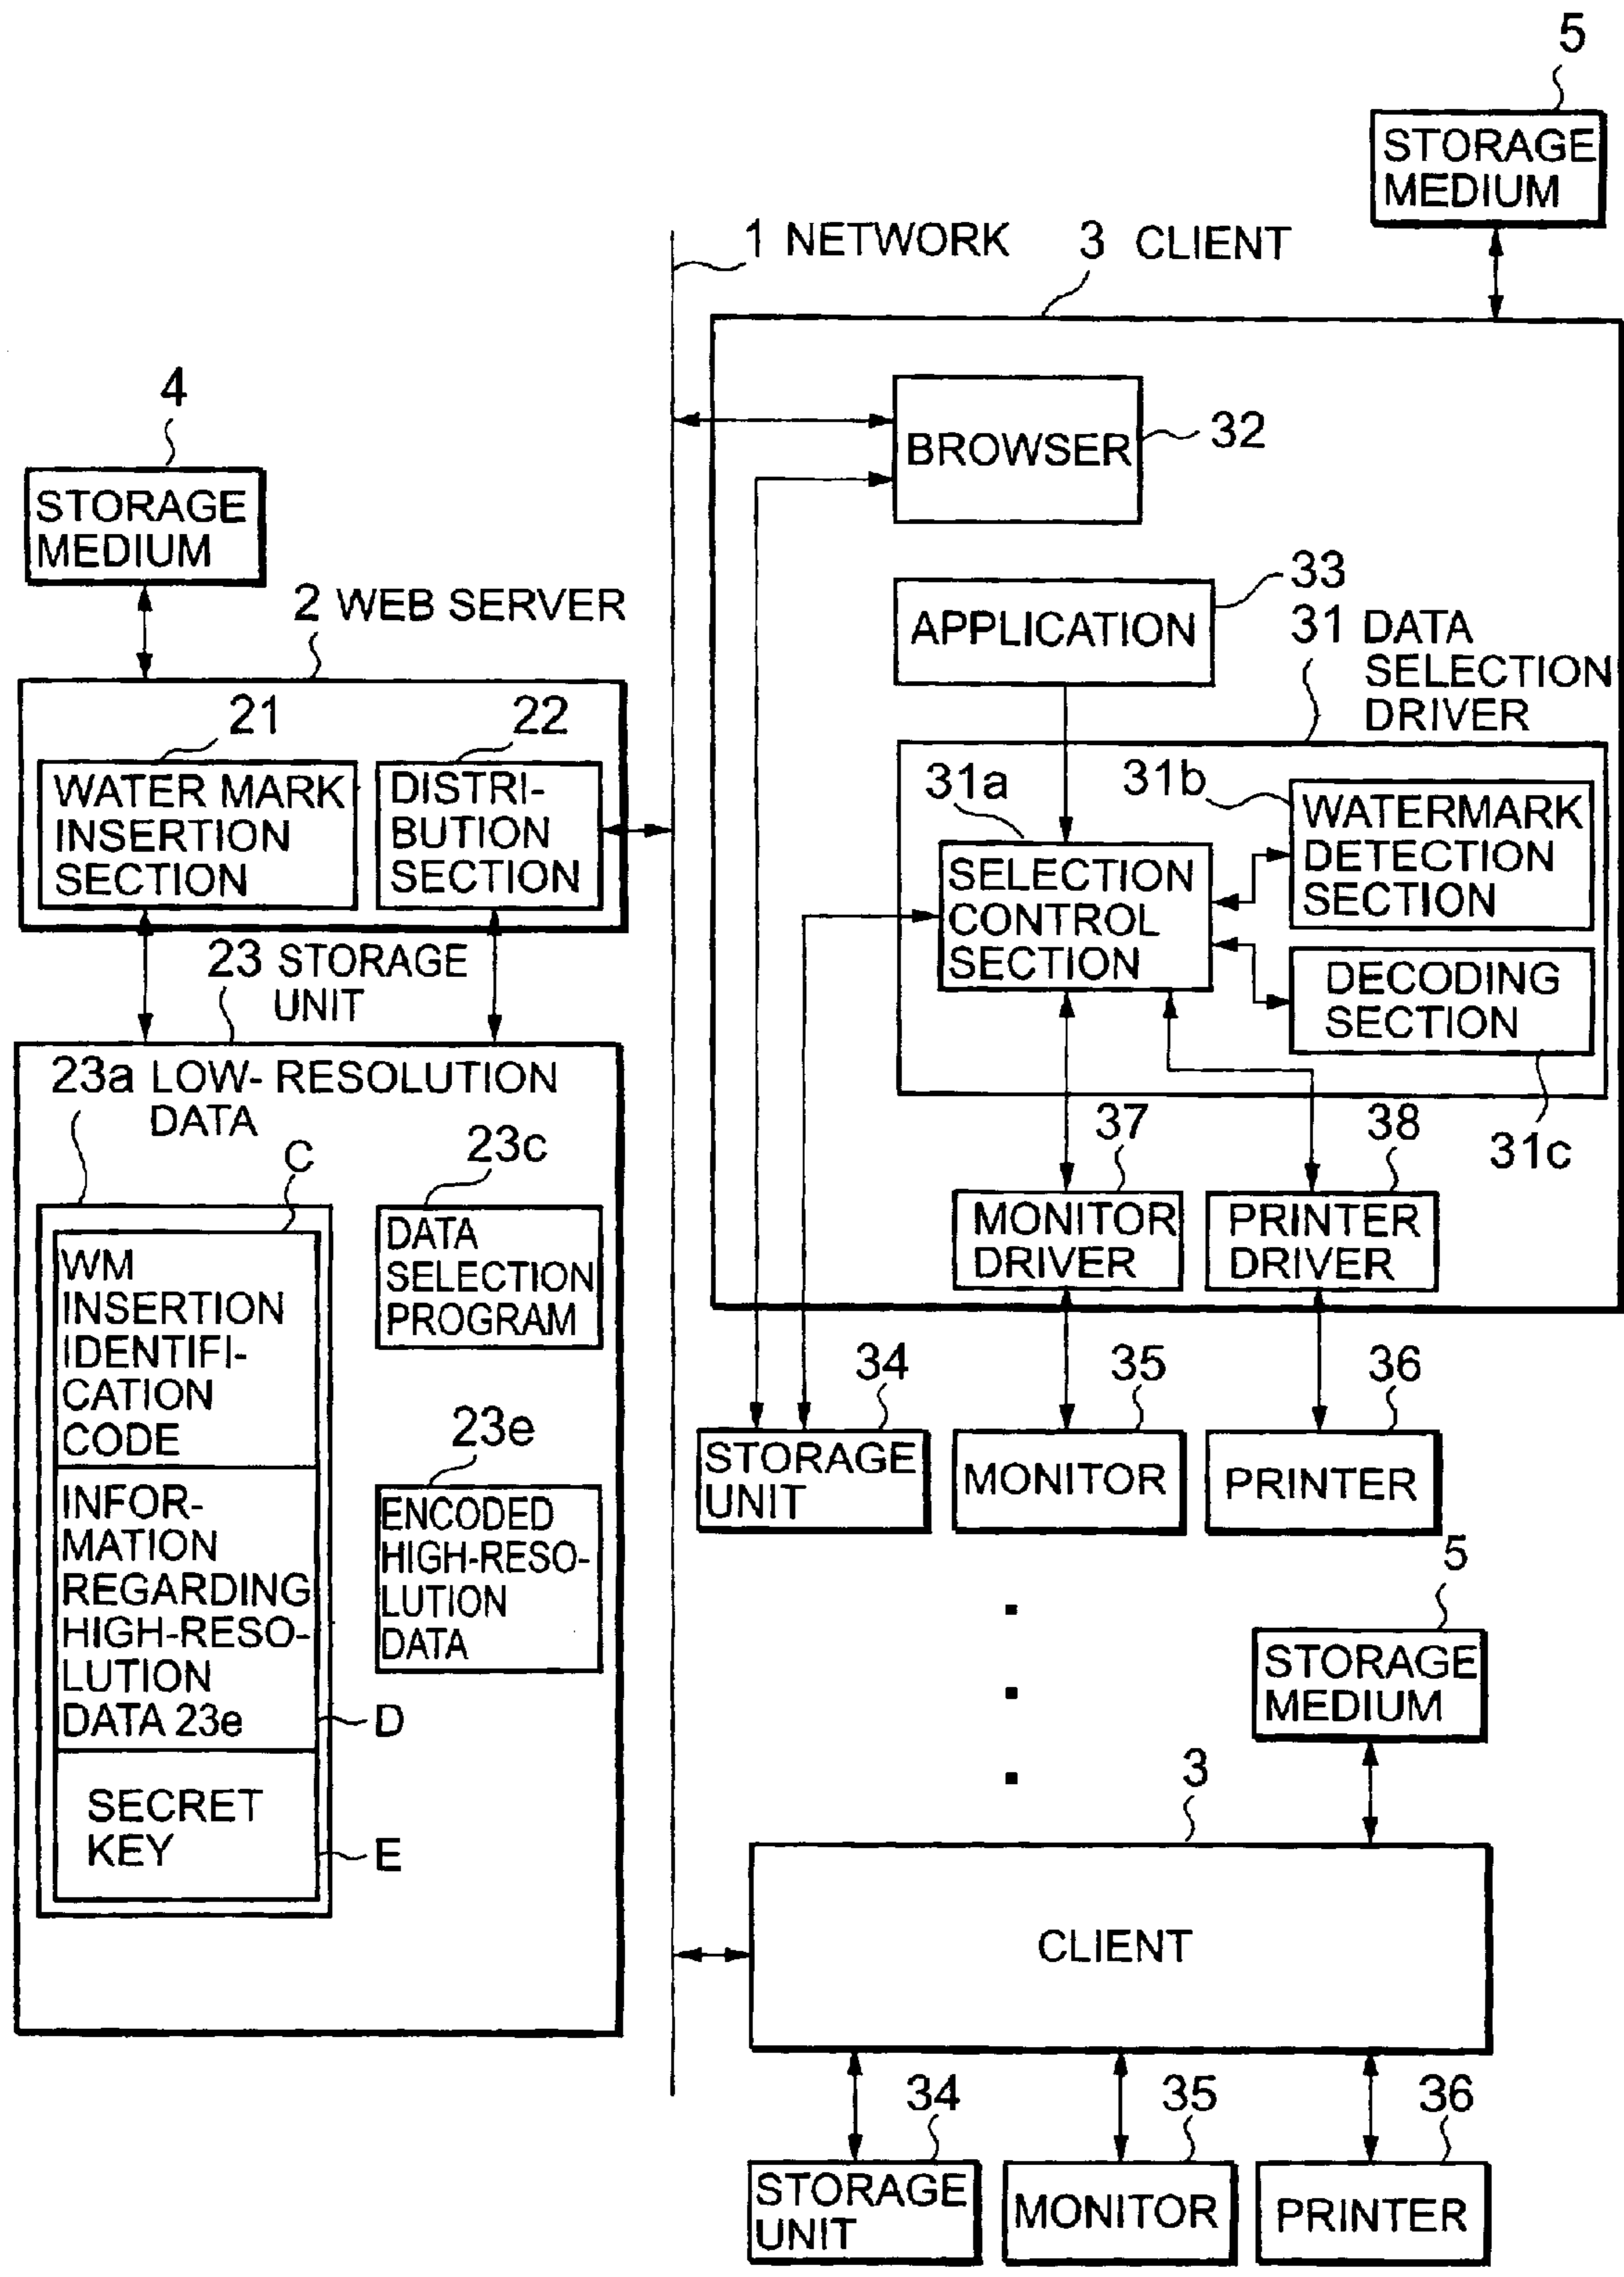 5
STORAGE
MEDIUM
1 NETWORK
3 CLIENT
4
STORAGE
MEDIUM
2 WEB SERVER
21
22
WATER MARK
INSERTION
SECTION
DISTRI-
BUTION
SECTION
23 STORAGE
UNIT
23a LOW- RESOLUTION
DATA
C
WM
INSERTION
IDENTIFI-
CATION
CODE
INFOR-
MATION
REGARDING
HIGH-RESO-
LUTION
DATA 23e
D
SECRET
KEY
E
23c
DATA
SELECTION
PROGRAM
23e
ENCODED
HIGH-RESO-
LUTION
DATA
BROWSER
32
APPLICATION
33
31 DATA
SELECTION
DRIVER
31a
SELECTION
CONTROL
SECTION
31b
WATERMARK
DETECTION
SECTION
DECODING
SECTION
31c
37
MONITOR
DRIVER
38
PRINTER
DRIVER
34
STORAGE
UNIT
35
MONITOR
36
PRINTER
5
STORAGE
MEDIUM
3
CLIENT
34
STORAGE
UNIT
35
MONITOR
36
PRINTER